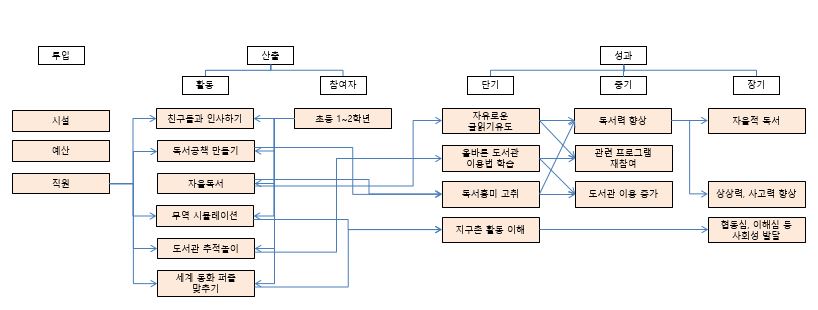 투입
산출
성과
활동
참여자
단기
중기
장기
시설
예산
직원
친구들과 인사하기
독서공책 만들기
자율독서
무역 시뮬레이션
도서관 추적놀이
세계 동화 퍼즐
맞추기
초등 1~2학년
자유로운
글읽기유도
올바른 도서관
이용법 학습
독서흥미 고취
지구촌 활동 이해
독서력 향상
관련 프로그램
재참여
도서관 이용 증가
자율적 독서
상상력, 사고력 향상
협동심, 이해심 등
사회성 발달